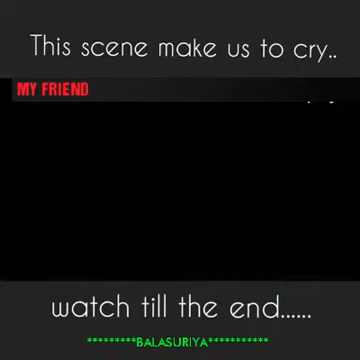 This scene make us to cry..
MY FRIEND
watch till the end......
*********BALASURIYA***********